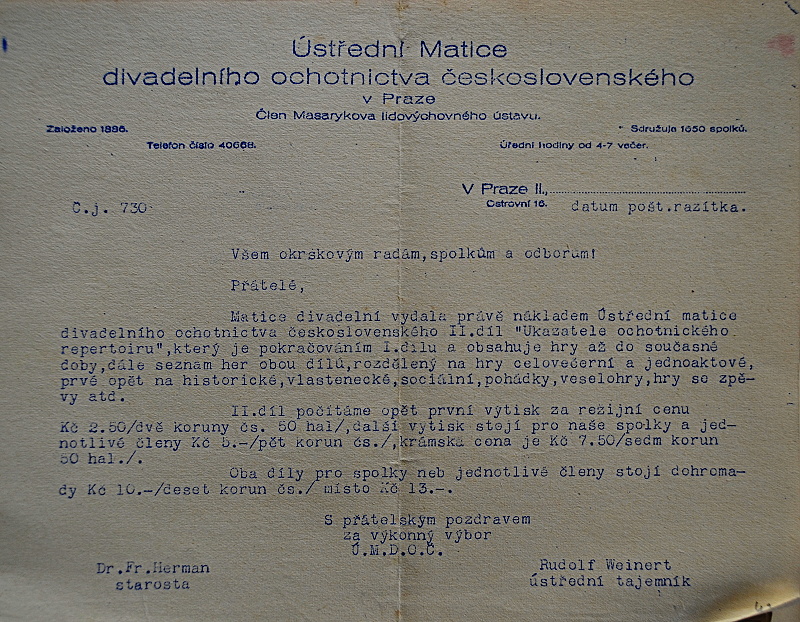 Ústřední Matice
divadelního ochotnictva československého
v Praze
Člen Masarykova lidovýchovného ústavu.
Založeno 1886.
Sdružuje 1650 spolků.
Telefon číslo 40668.
Úřední hodiny od 4-7 večer.
V Praze II.,
Ostrovní 16.
Č.j. 730
datum pošt.razítka.
Všem okrskovým radám,spolkům a odborům!
Přátelé,
Matice divadelní vydala právě nákladem Ústřední matice
divadelního ochotnictva československého II.díl "Ukazatele ochotnického
repertoiru",který je pokračováním I.dílu a obsahuje hry až do současné
doby,dále seznam her obou dílů,rozdělený na hry celovečerní a jednoaktové,
prvé opět na historické,vlastenecké,sociální,pohádky,veselohry,hry se zpě-
vy atd.
II.díl počítáme opět první výtisk za režijní cenu
Kč 2.50/dvě koruny čs. 50 hal/,další výtisk stojí pro naše spolky a jed-
notlivé členy Kč 5.-/pět korun čs./,krámská cena je Kč 7.50/sedm korun
50 hal./.
Oba díly pro spolky neb jednotlivé členy stojí dohroma-
dy Kč 10.-/deset korun čs./ místo Kč 13.-.
S přátelským pozdravem
za výkonný výbor
Ú.M.D.O.Č.
Dr.Fr.Herman
starosta
Rudolf Weinert
ústřední tajemník